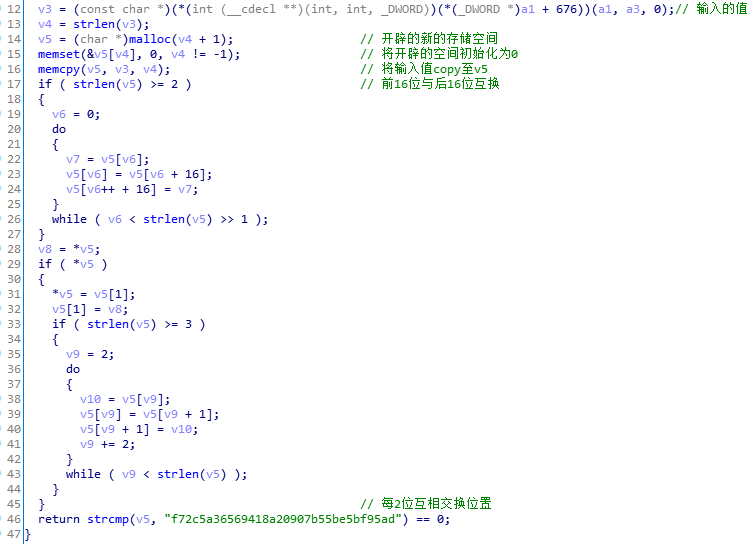 12 v3 = (const char *)(*(int (__cdecl **)(int, int, _DWORD))(*(_DWORD *)a1 + 676))(a1, a3, 0);// 输入的值
13 v4 = strlen(v3);
14 v5 = (char *)malloc(v4 + 1); // 开辟的新的存储空间
15 memset(&v5[v4], 0, v4 != -1); // 将开辟的空间初始化为0
16 memcpy(v5, v3, v4); // 将输入值copy至v5
17 if ( strlen(v5) >= 2 ) // 前16位与后16位互换
18 {
19 v6 = 0;
20 do
21 {
22 v7 = v5[v6];
23 v5[v6] = v5[v6 + 16];
24 v5[v6++ + 16] = v7;
25 }
26 while ( v6 < strlen(v5) >> 1 );
27 }
28 v8 = *v5;
29 if ( *v5 )
30 {
31 *v5 = v5[1];
32 v5[1] = v8;
33 if ( strlen(v5) >= 3 )
34 {
35 v9 = 2;
36 do
37 {
38 v10 = v5[v9];
39 v5[v9] = v5[v9 + 1];
40 v5[v9 + 1] = v10;
41 v9 += 2;
42 }
43 while ( v9 < strlen(v5) );
44 }
45 } // 每2位互相交换位置
46 return strcmp(v5, "f72c5a36569418a20907b55be5bf95ad") == 0;
47 }